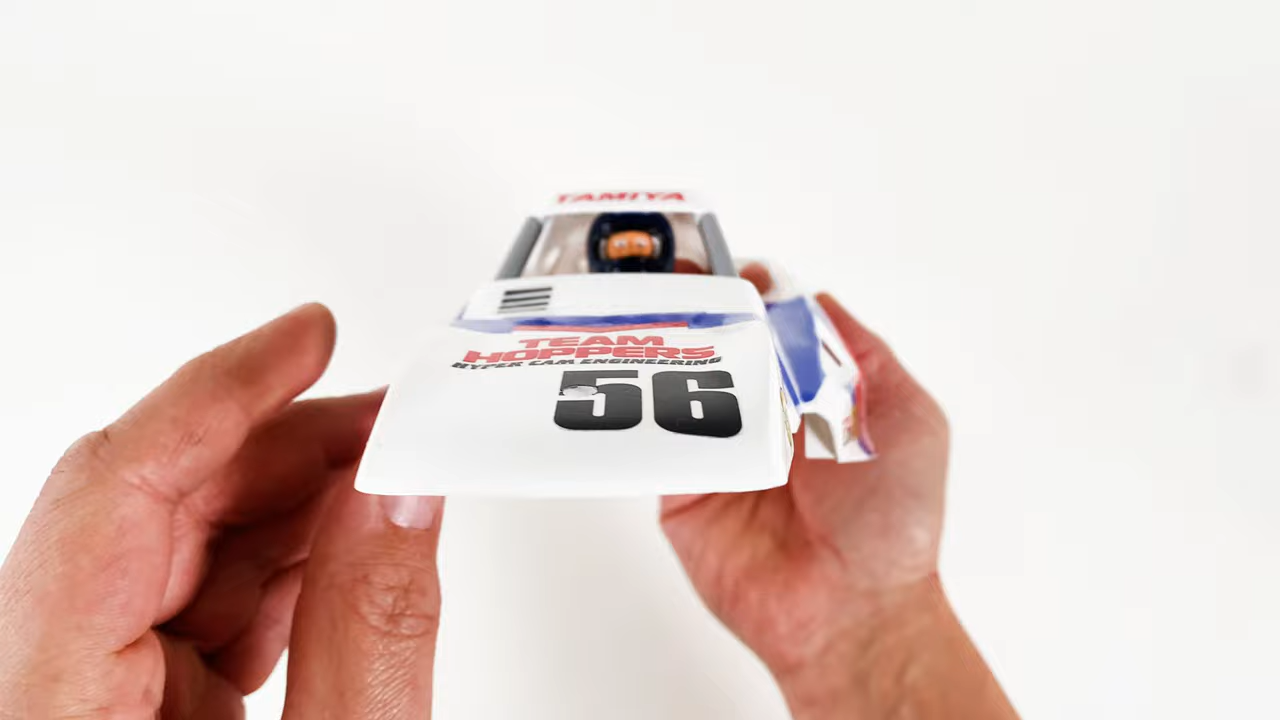 TAMIYA
TEAM
HOPPERS
HYPER CAM ENGINEERING
56